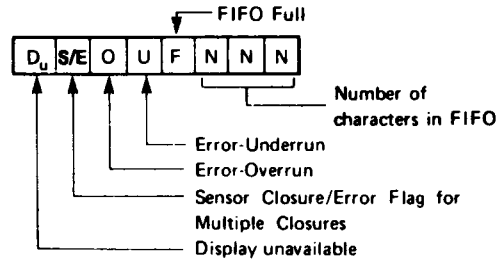 FIFO Full
Du S/E O U F N N N
Number of
characters in FIFO
Error-Underrun
Error-Overrun
Sensor Closure/Error Flag for
Multiple Closures
Display unavailable